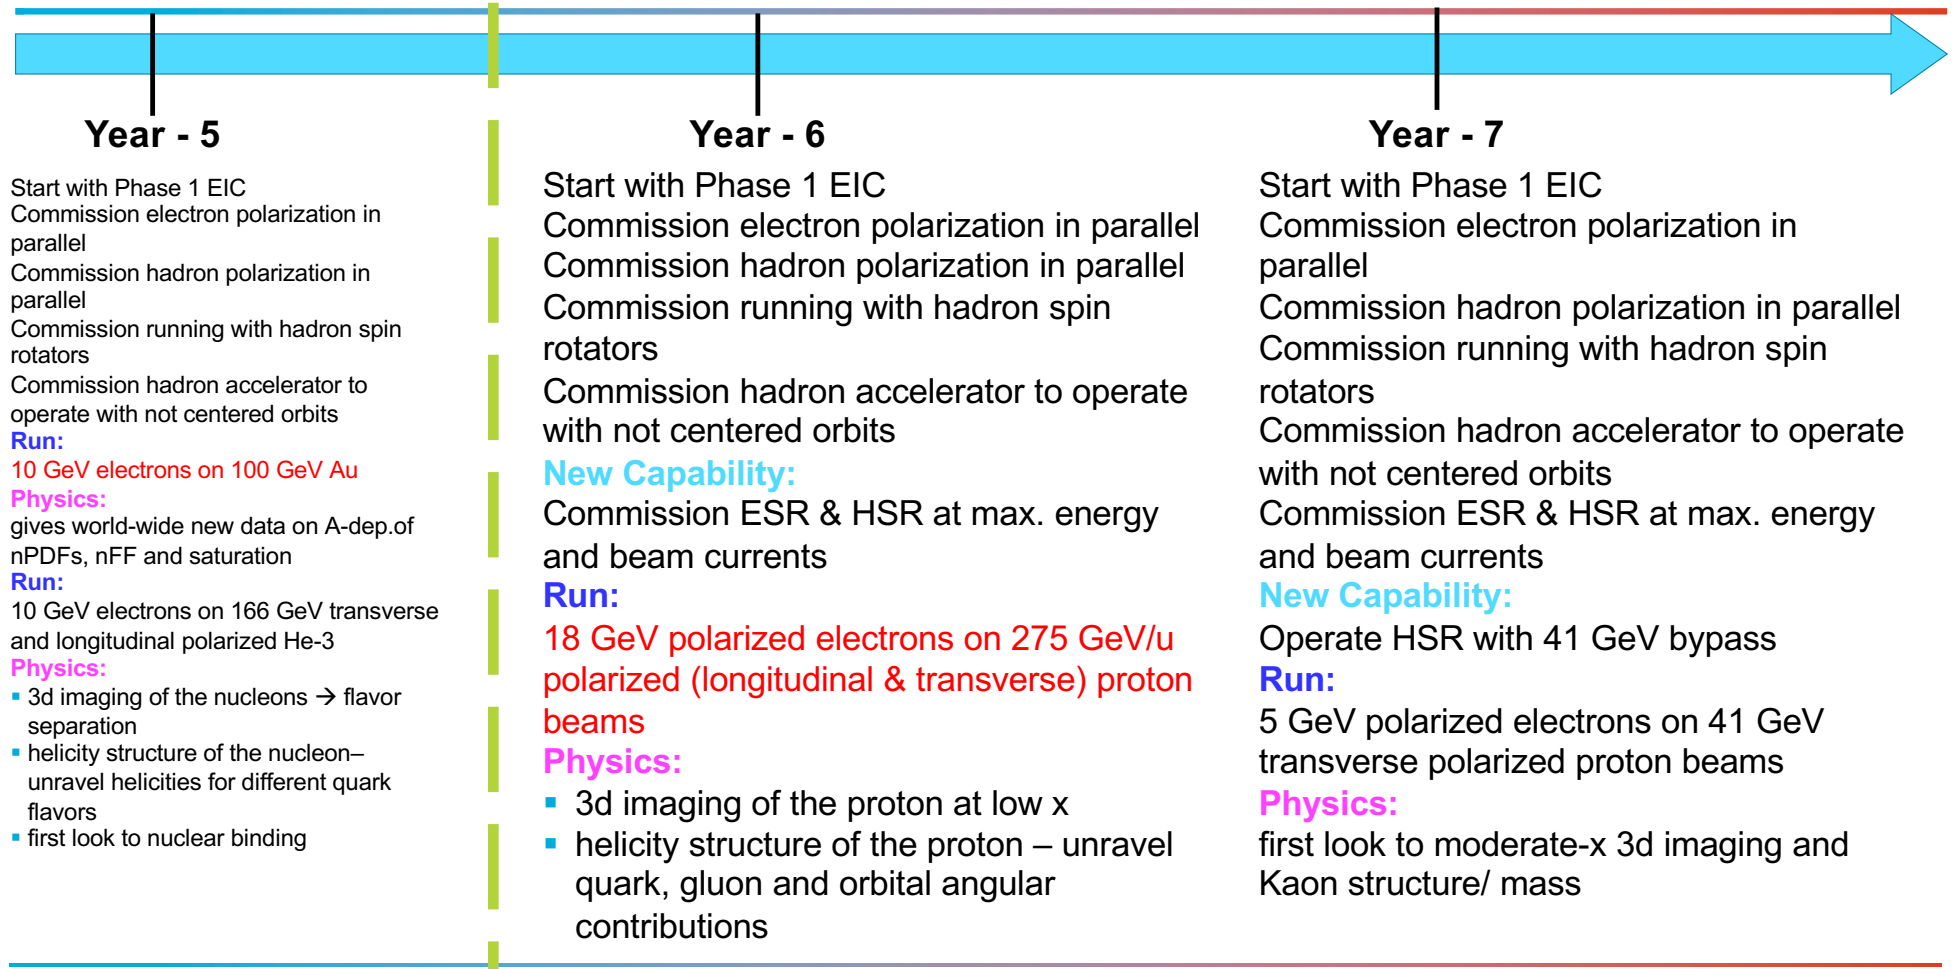 Year - 5
Start with Phase 1 EIC
Commission electron polarization in
parallel
Commission hadron polarization in
parallel
Commission running with hadron spin
rotators
Commission hadron accelerator to
operate with not centered orbits
Run:
10 GeV electrons on 100 GeV Au
Physics:
gives world-wide new data on A-dep.of
nPDFs, nFF and saturation
Run:
10 GeV electrons on 166 GeV transverse
and longitudinal polarized He-3
Physics:
▪ 3d imaging of the nucleons → flavor
separation
▪ helicity structure of the nucleon–
unravel helicities for different quark
flavors
▪ first look to nuclear binding
Year - 6
Start with Phase 1 EIC
Commission electron polarization in parallel
Commission hadron polarization in parallel
Commission running with hadron spin
rotators
Commission hadron accelerator to operate
with not centered orbits
New Capability:
Commission ESR & HSR at max. energy
and beam currents
Run:
18 GeV polarized electrons on 275 GeV/u
polarized (longitudinal & transverse) proton
beams
Physics:
▪ 3d imaging of the proton at low x
▪ helicity structure of the proton – unravel
quark, gluon and orbital angular
contributions
Year - 7
Start with Phase 1 EIC
Commission electron polarization in
parallel
Commission hadron polarization in parallel
Commission running with hadron spin
rotators
Commission hadron accelerator to operate
with not centered orbits
Commission ESR & HSR at max. energy
and beam currents
New Capability:
Operate HSR with 41 GeV bypass
Run:
5 GeV polarized electrons on 41 GeV
transverse polarized proton beams
Physics:
first look to moderate-x 3d imaging and
Kaon structure/ mass